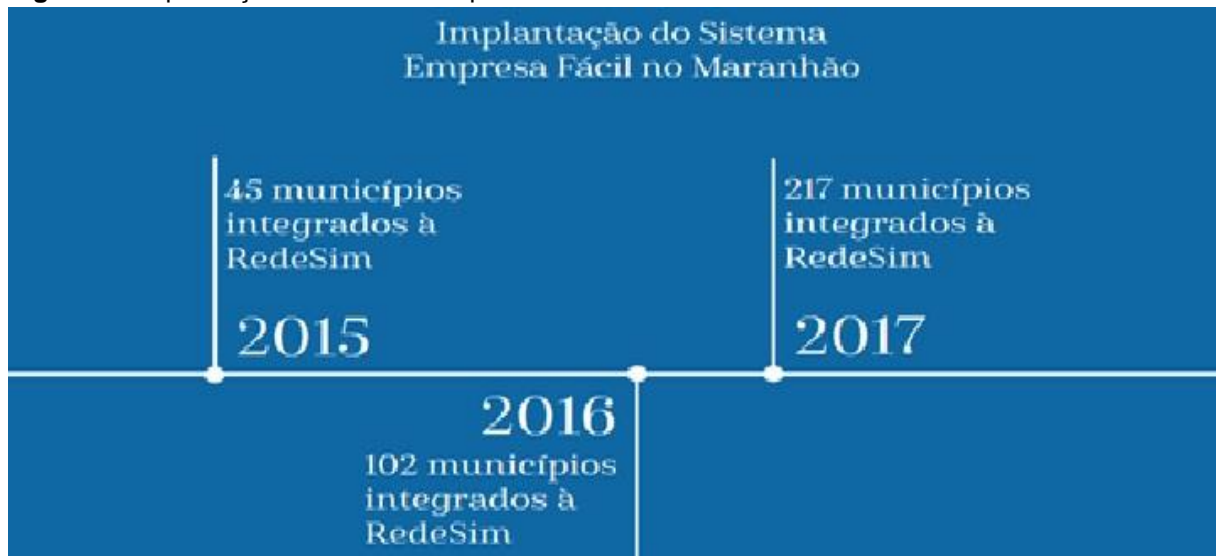 Implantação do Sistema
Empresa Fácil no Maranhão
45 municípios
integrados à
RedeSim
2015
2016
102 municípios
integrados à
RedeSim
217 municípios
integrados à
RedeSim
2017